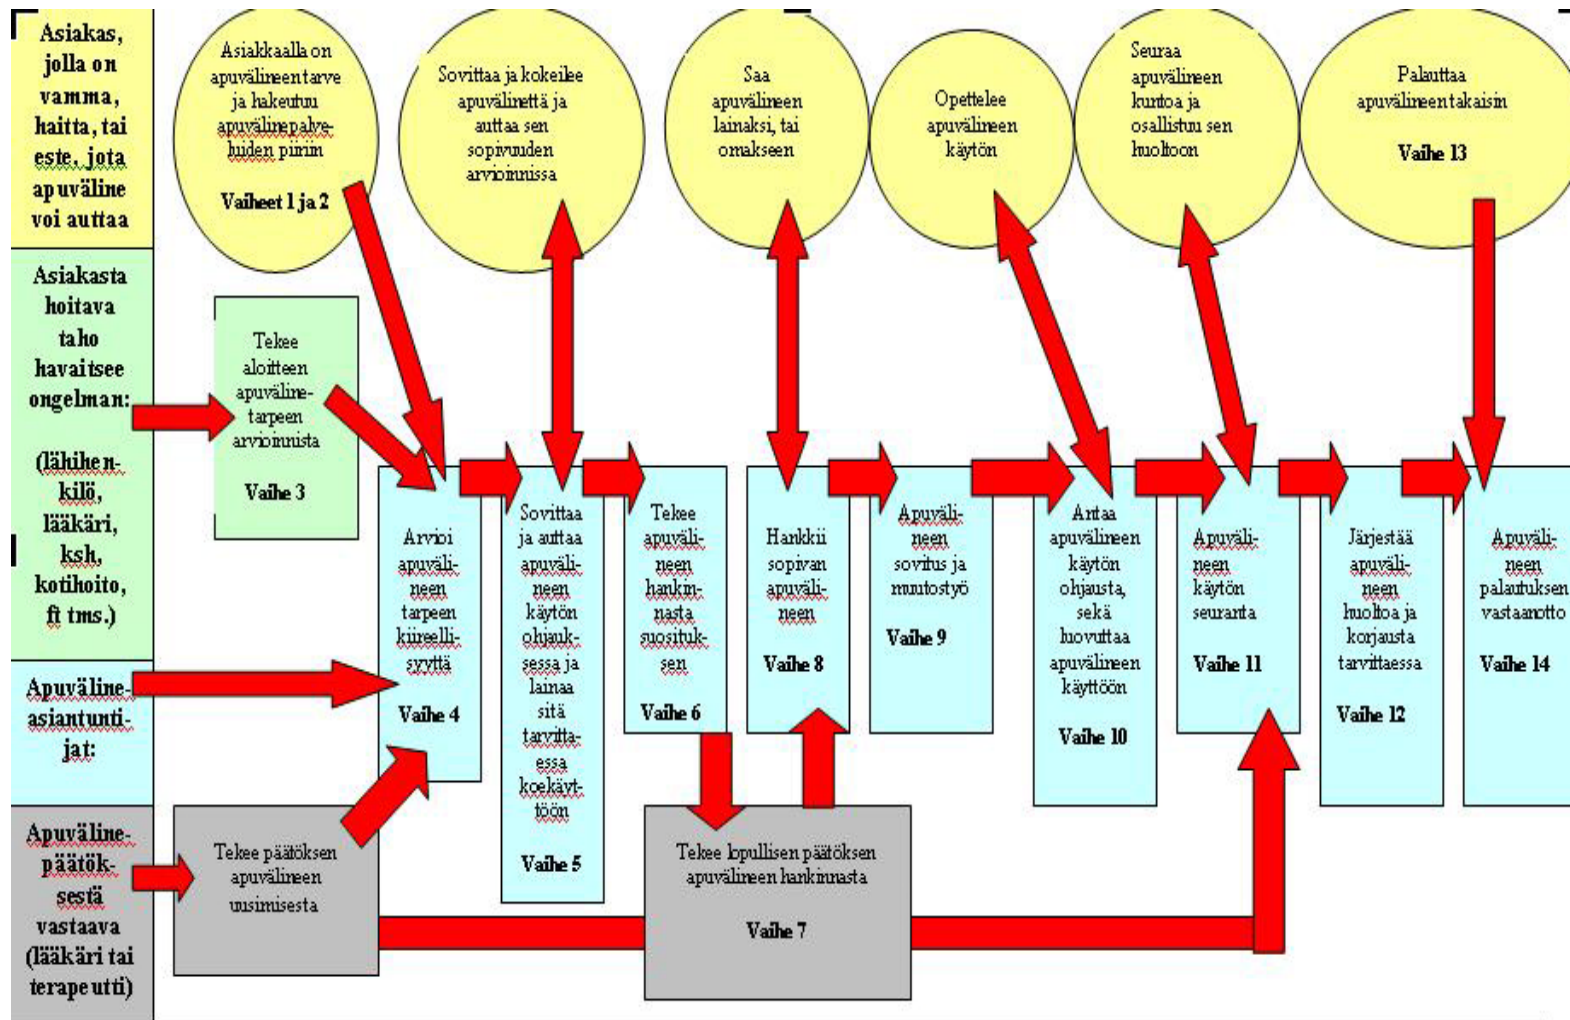 Asiakas,
jolla on
vamma,
haitta, tai
este, jota
apuväline
voi auttaa
Asiakkaalla on
apuvälineen tarve
ja hakeutuu
apuvälinepalve-
luiden piiriin
Vaiheet 1 ja 2
Sovittaa ja kokeilee
apuvälinettä ja
auttaa sen
sopivuuden
arvioinnissa
Saa
apuvälineen
lainaksi, tai
omakseen
Opettelee
apuvälineen
käytön
Seuraa
apuvälineen
kuntoa ja
osallistuu sen
huoltoon
Palauttaa
apuvälineen takaisin
Vaihe 13
Asiakasta
hoitava
taho
havaitsee
ongelman:
(lähihen-
kilö,
lääkäri,
ksh,
kotihoito,
ft tms.)
Tekee
aloitteen
apuväline-
tarpeen
arvioinnista
Vaihe 3
Apuväline-
asiantunti-
jat:
Arvioi
apuväli-
neen
tarpeen
kiireelli-
syyttä
Vaihe 4
Sovittaa
ja auttaa
apuväli-
neen
käytön
ohjauk-
sessa ja
lainaa
sitä
tarvitta-
essa
koekäyt-
töön
Vaihe 5
Tekee
apuväli-
neen
hankin-
nasta
suosituk-
sen
Vaihe 6
Hankkii
sopivan
apuväli-
neen
Vaihe 8
Apuväli-
neen
sovitus ja
muutostyö
Vaihe 9
Antaa
apuvälineen
käytön
ohjausta,
sekä
luovuttaa
apuvälineen
käyttöön
Vaihe 10
Apuväli-
neen
käytön
seuranta
Vaihe 11
Järjestää
apuväli-
neen
huoltoa ja
korjausta
tarvittaessa
Vaihe 12
Apuväli-
neen
palautuksen
vastaanotto
Vaihe 14
Apuväline-
päätök-
sestä
vastaava
(lääkäri tai
terapeutti)
Tekee päätöksen
apuvälineen
uusimisesta
Tekee lopullisen päätöksen
apuvälineen hankinnasta
Vaihe 7